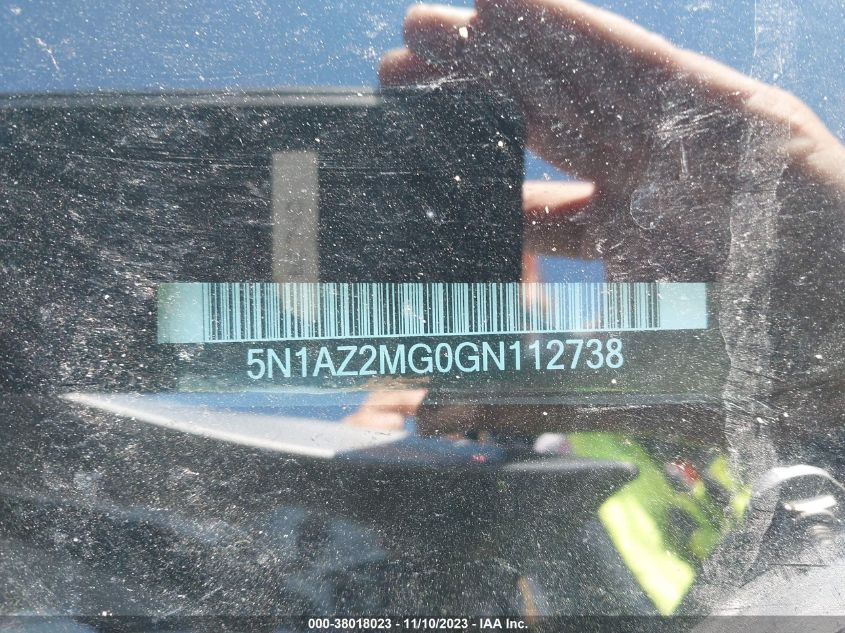 5N1AZ2MG0GN112738
000-38018023 - 11/10/2023 - IAA Inc.